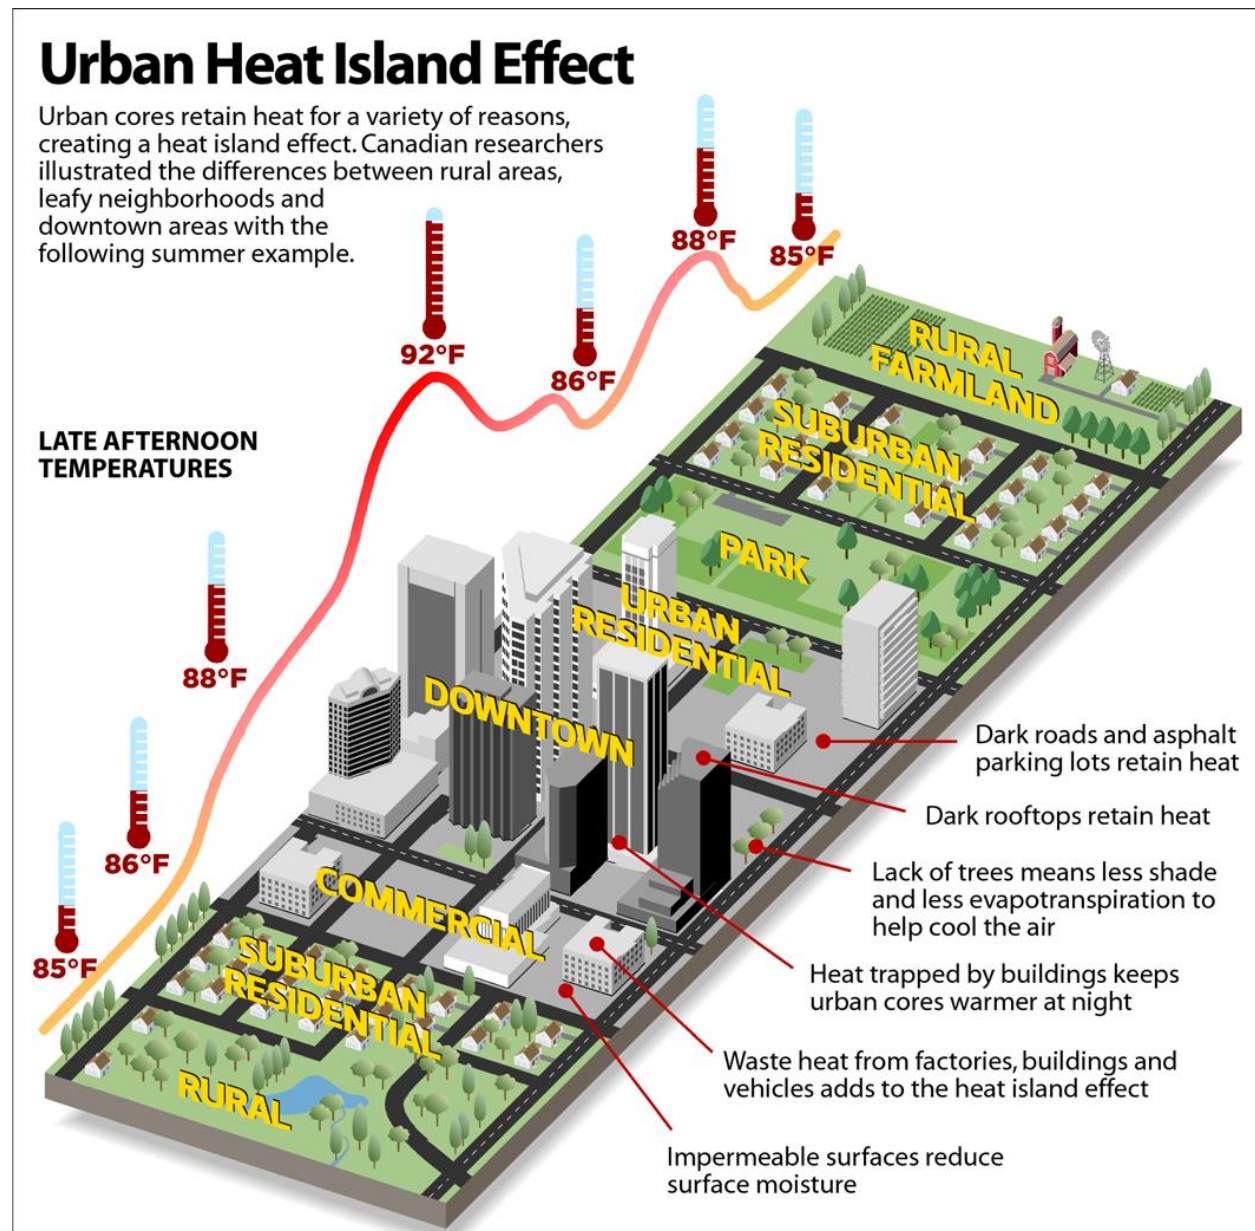 Urban Heat Island Effect
Urban cores retain heat for a variety of reasons,
creating a heat island effect. Canadian researchers
illustrated the differences between rural areas,
leafy neighborhoods and
downtown areas with the
following summer example.
88°F
85°F
92°F
86°F
LATE AFTERNOON
TEMPERATURES
88°F
86°F
85°F
RURAL
FARMLAND
SUBURBAN
RESIDENTIAL
PARK
URBAN
RESIDENTIAL
DOWNTOWN
COMMERCIAL
SUBURBAN
RESIDENTIAL
RURAL
Dark roads and asphalt
parking lots retain heat
Dark rooftops retain heat
Lack of trees means less shade
and less evapotranspiration to
help cool the air
Heat trapped by buildings keeps
urban cores warmer at night
Waste heat from factories, buildings and
vehicles adds to the heat island effect
Impermeable surfaces reduce
surface moisture